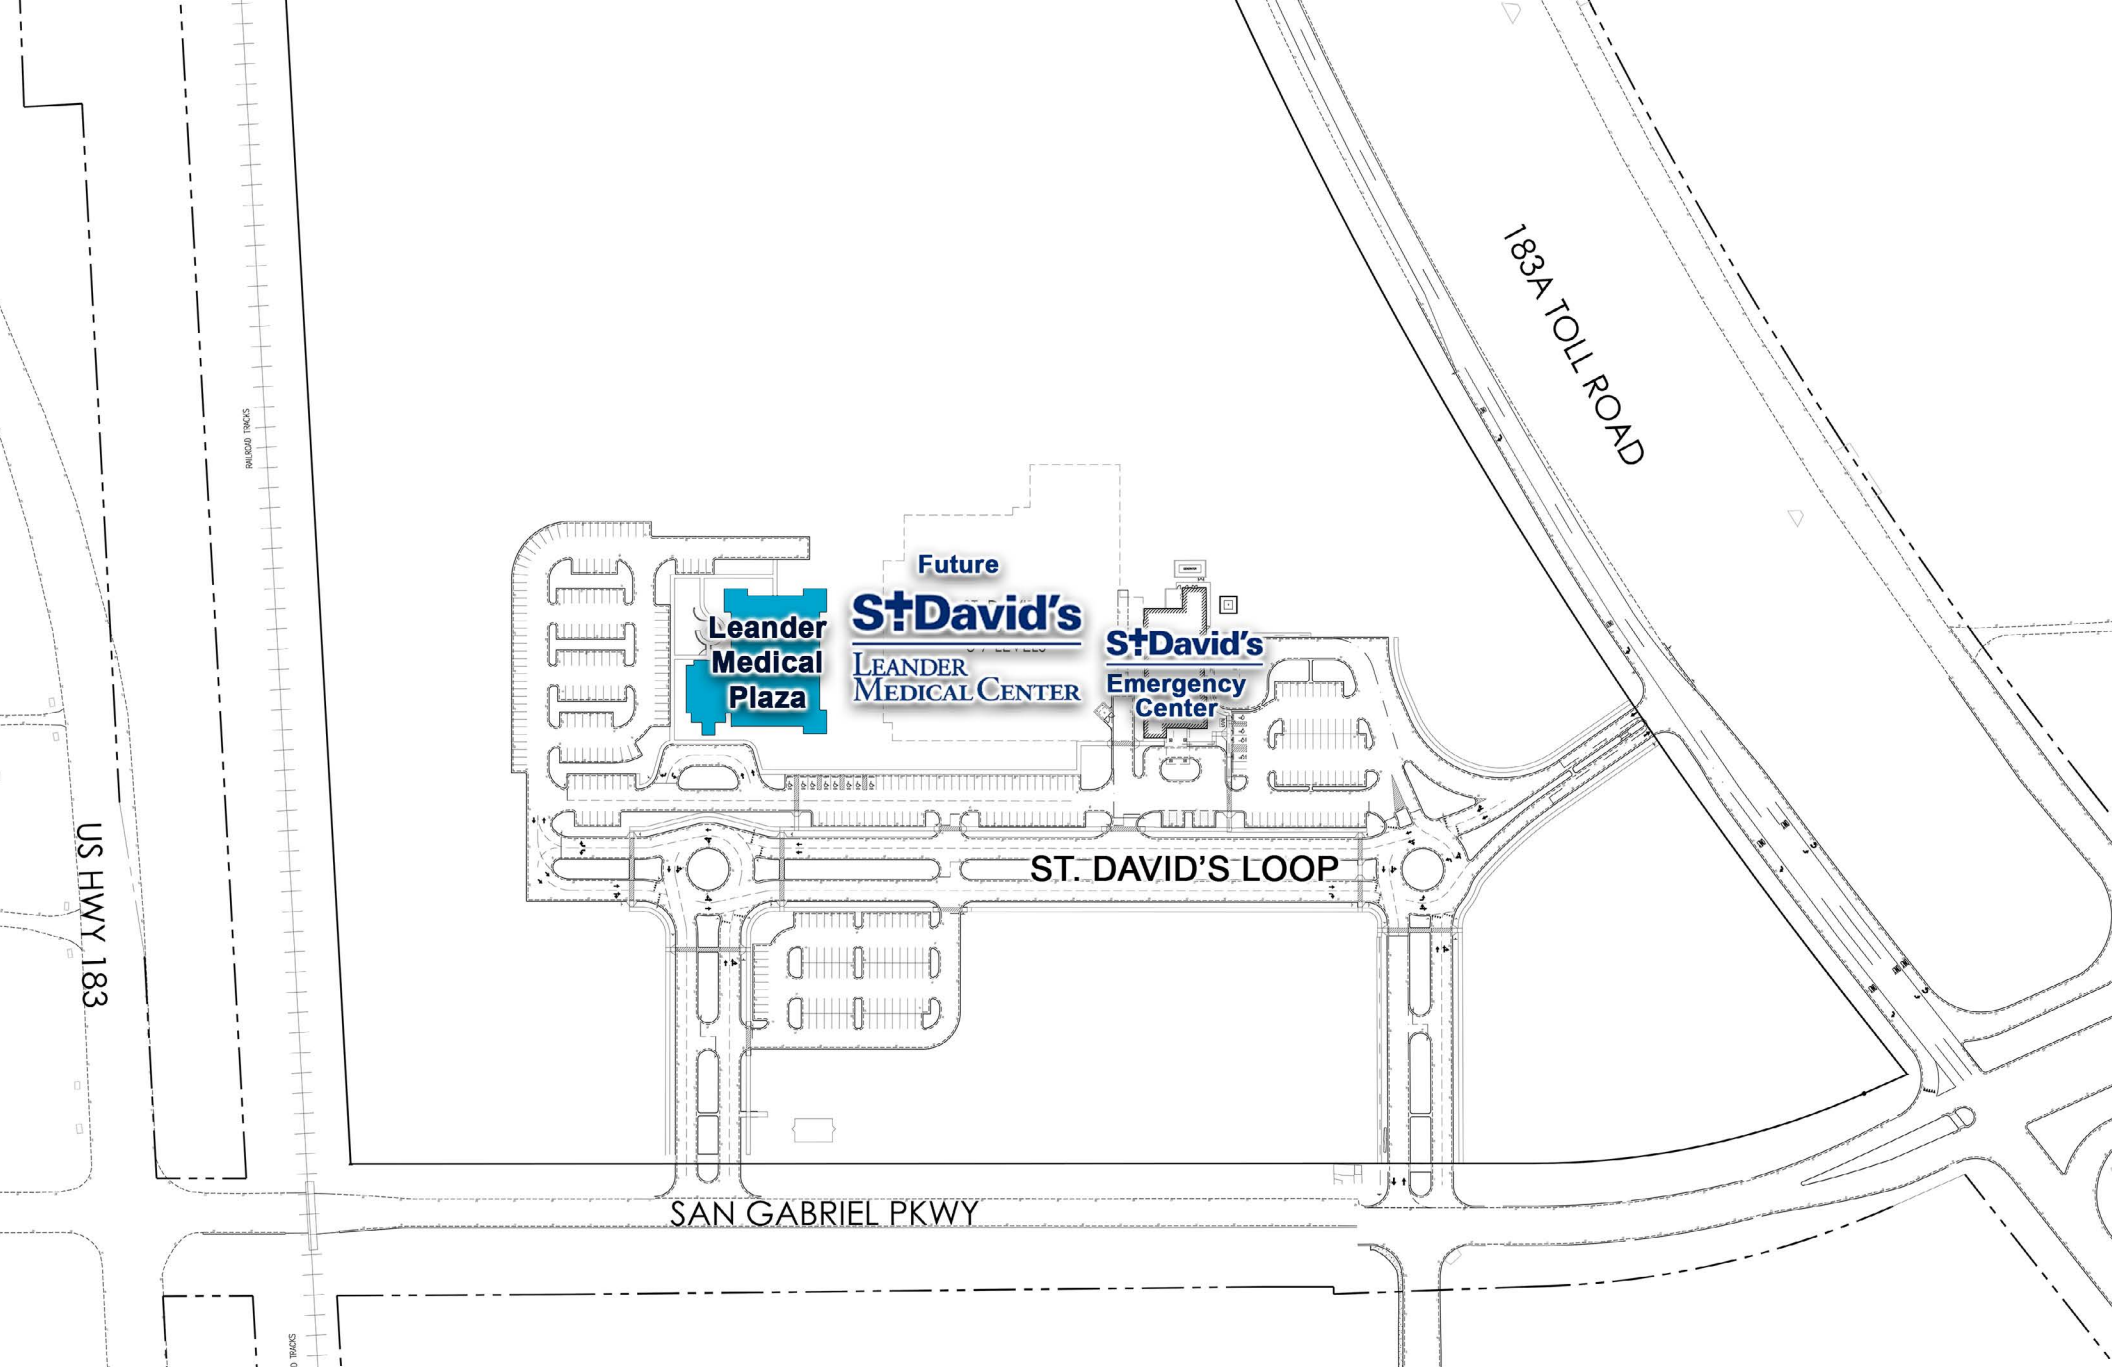 183A TOLL ROAD
RAILROAD TRACKS
Future
St David's
LEANDER
MEDICAL CENTER
Leander
Medical
Plaza
St David's
Emergency
Center
ST. DAVID'S LOOP
US HWY 183
SAN GABRIEL PKWY
TRACKS